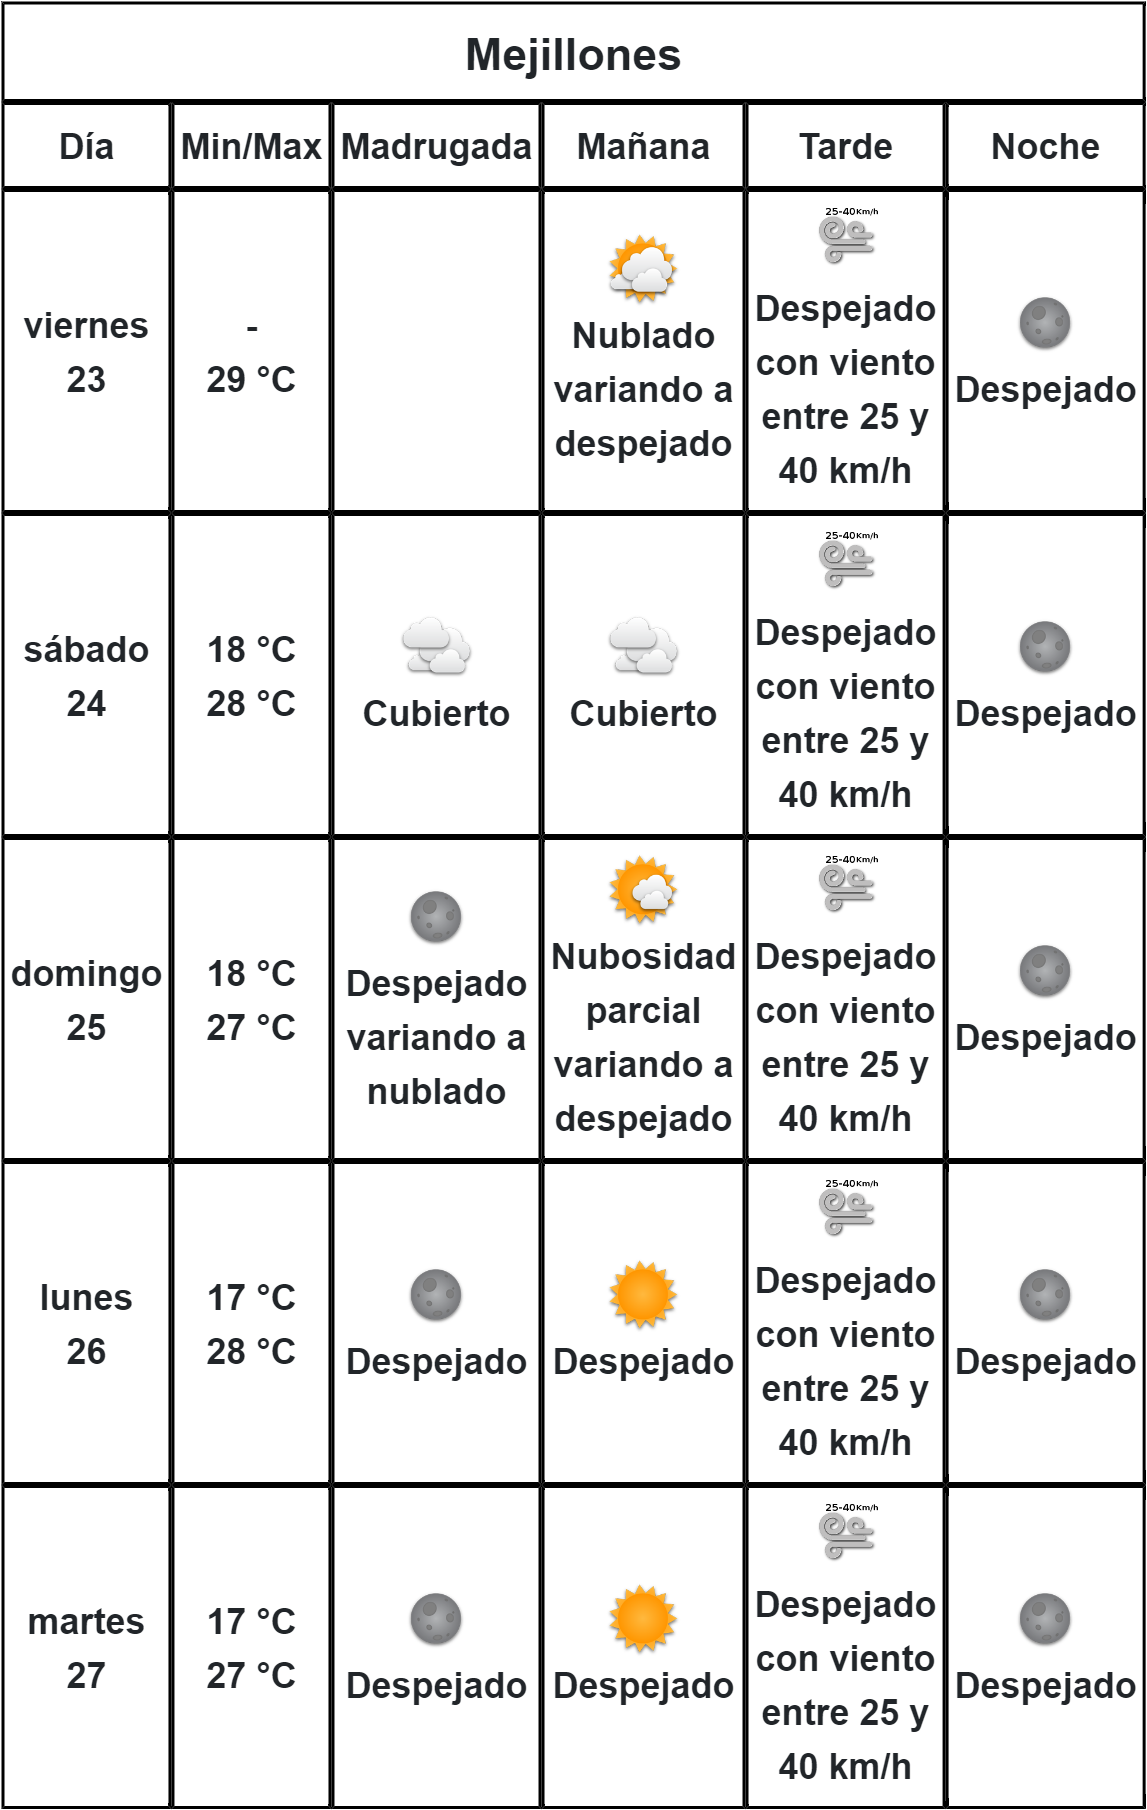 Mejillones
Día Min/Max Madrugada Mañana Tarde Noche
viernes
23
-
29 °C
Nublado
variando a
despejado
25-40Km/h
Despejado
con viento
entre 25 y
40 km/h
Despejado
sábado
24
18 °C
28 °C
Cubierto
Cubierto
25-40Km/h
Despejado
con viento
entre 25 y
40 km/h
Despejado
domingo
25
18 °C
27 °C
Despejado
variando a
nublado
Nubosidad
parcial
variando a
despejado
25-40Km/h
Despejado
con viento
entre 25 y
40 km/h
Despejado
lunes
26
17 °C
28 °C
Despejado
Despejado
25-40Km/h
Despejado
con viento
entre 25 y
40 km/h
Despejado
martes
27
17 °C
27 °C
Despejado
Despejado
25-40Km/h
Despejado
con viento
entre 25 y
40 km/h
Despejado